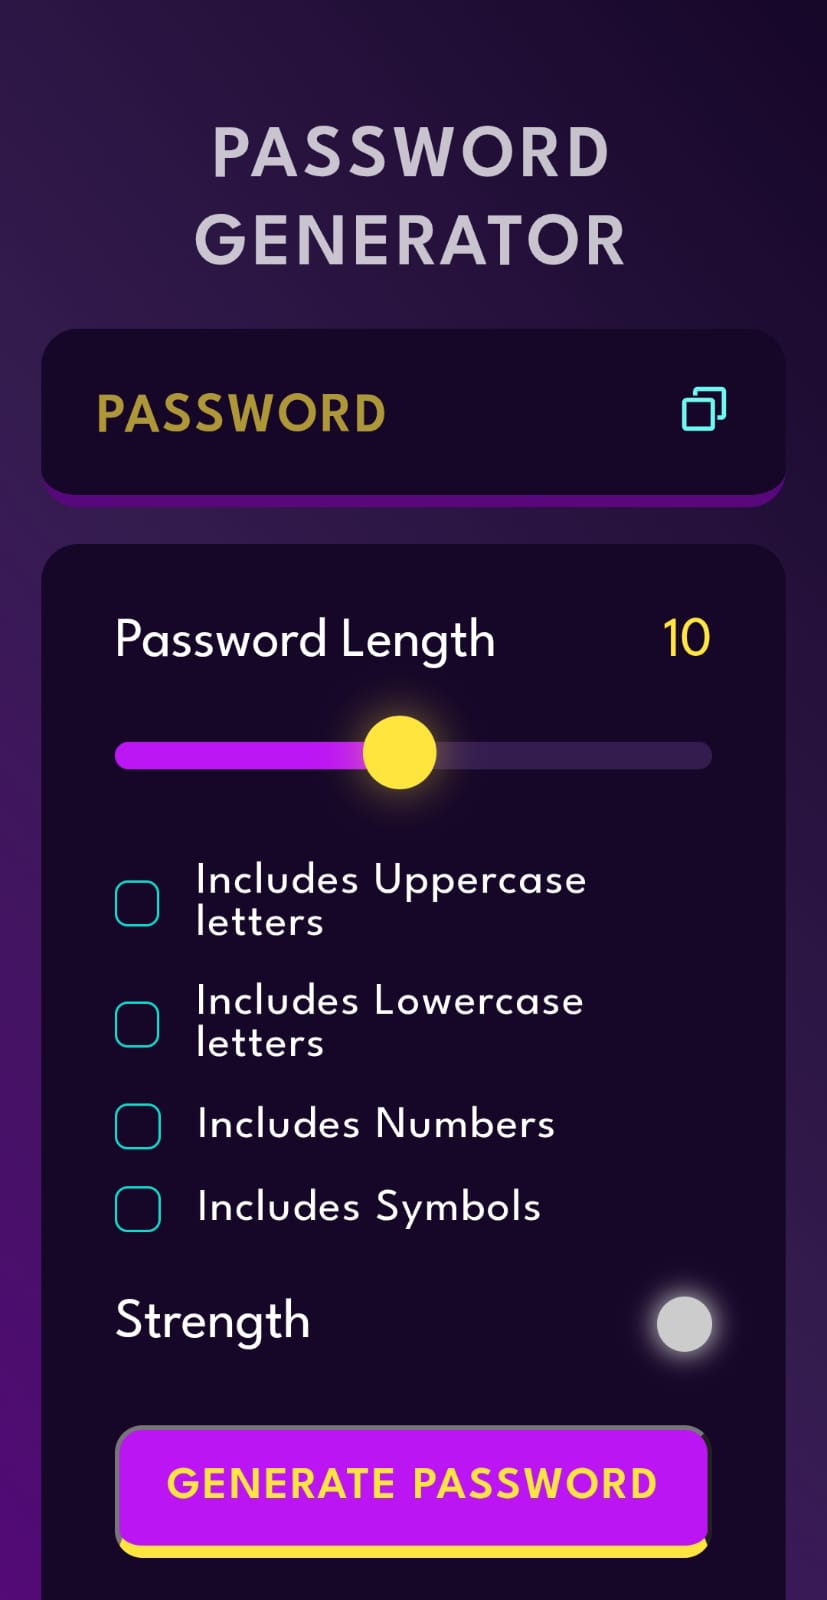 PASSWORD
GENERATOR
PASSWORD
Password Length 10
Includes Uppercase
letters
Includes Lowercase
letters
Includes Numbers
Includes Symbols
Strength
GENERATE PASSWORD